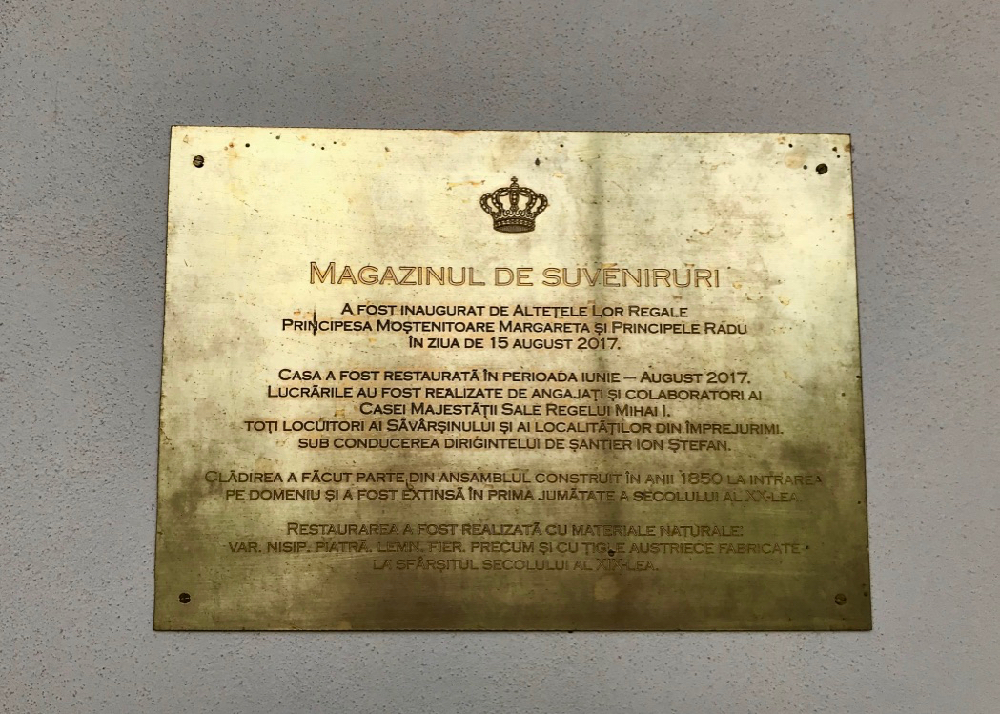 MAGAZINUL DE SUVENIRURI
A FOST INAUGURAT DE ALTEȚELE LOR REGALE
PRINCIPESA MOȘTENITOARE MARGARETA ȘI PRINCIPELE RADU
ÎN ZIUA DE 15 AUGUST 2017.
CASA A FOST RESTAURATĂ ÎN PERIOADA IUNIE – AUGUST 2017.
LUCRĂRILE AU FOST REALIZATE DE ANGAJAȚI ȘI COLABORATORI AI
CASEI MAJESTĂȚII SALE REGELUI MIHAI I,
TOȚI LOCUITORI AI SĂVÂRȘINULUI ȘI AI LOCALITĂȚILOR DIN ÎMPREJURIMI,
SUB CONDUCEREA DIRIGINTELUI DE ȘANTIER ION ȘTEFAN.
CLĂDIREA A FĂCUT PARTE DIN ANSAMBLUL CONSTRUIT ÎN ANII 1850 LA INTRAREA
PE DOMENIU ȘI A FOST EXTINSĂ ÎN PRIMA JUMĂTATE A SECOLULUI AL XX-LEA.
RESTAURAREA A FOST REALIZATĂ CU MATERIALE NATURALE:
VAR, NISIP, PIATRĂ, LEMN, FIER, PRECUM ȘI CU ȚIGLE AUSTRIECE FABRICATE
LA SFÂRȘITUL SECOLULUI AL XIX-LEA.